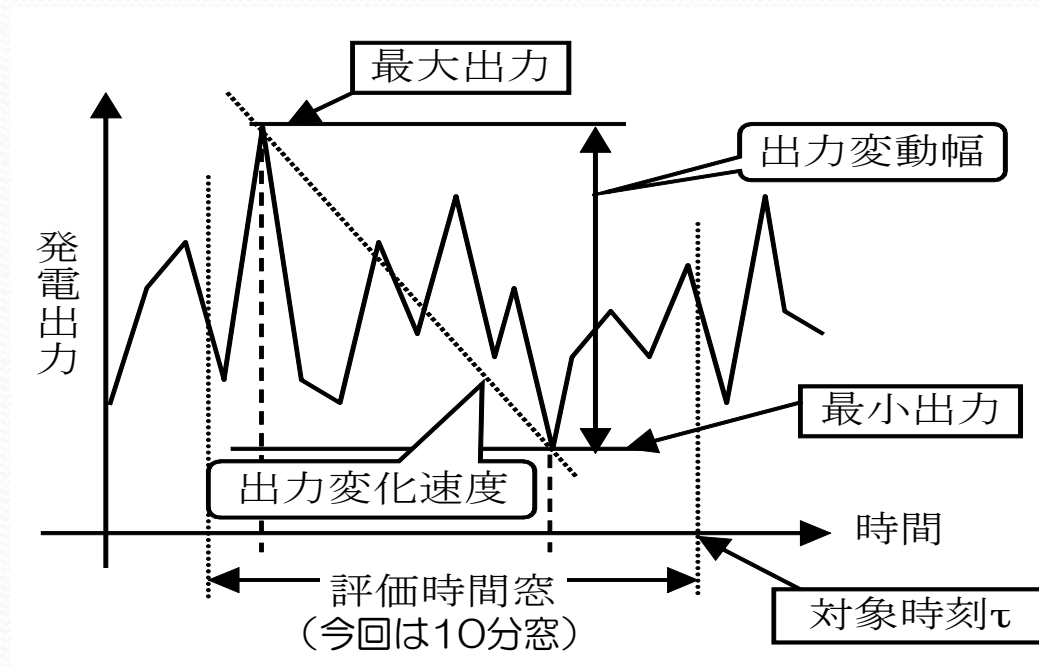 最大出力
出力変動幅
発電出力
最小出力
出力変化速度
時間
評価時間窓
（今回は10分窓）
対象時刻τ